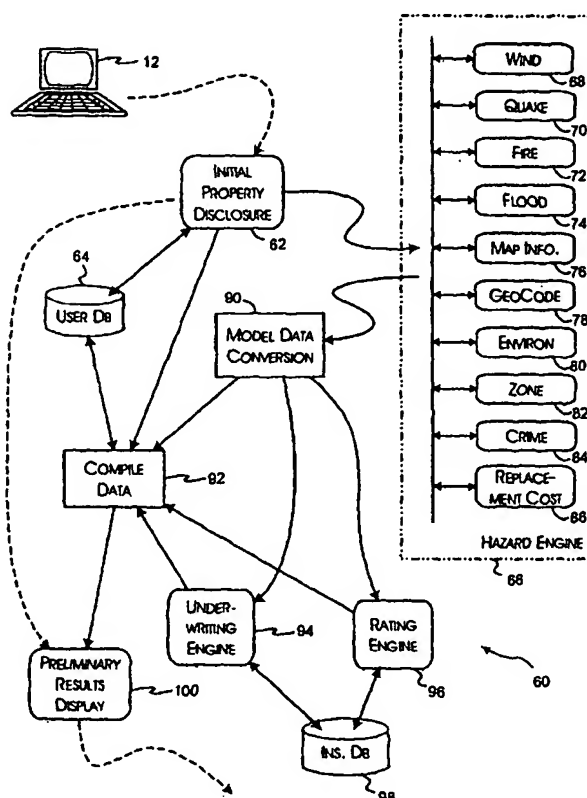 12
INITIAL
PROPERTY
DISCLOSURE
62
64
USER DB
90
MODEL DATA
CONVERSION
COMPILE
DATA
92
UNDER-
WRITING
ENGINE
94
RATING
ENGINE
96
PRELIMINARY
RESULTS
DISPLAY
100
INS. DB
98
60
WIND
68
QUAKE
70
FIRE
72
FLOOD
74
MAP INFO.
76
GEOCODE
78
ENVIRON
80
ZONE
82
CRIME
84
REPLACE-
MENT COST
86
HAZARD ENGINE
66